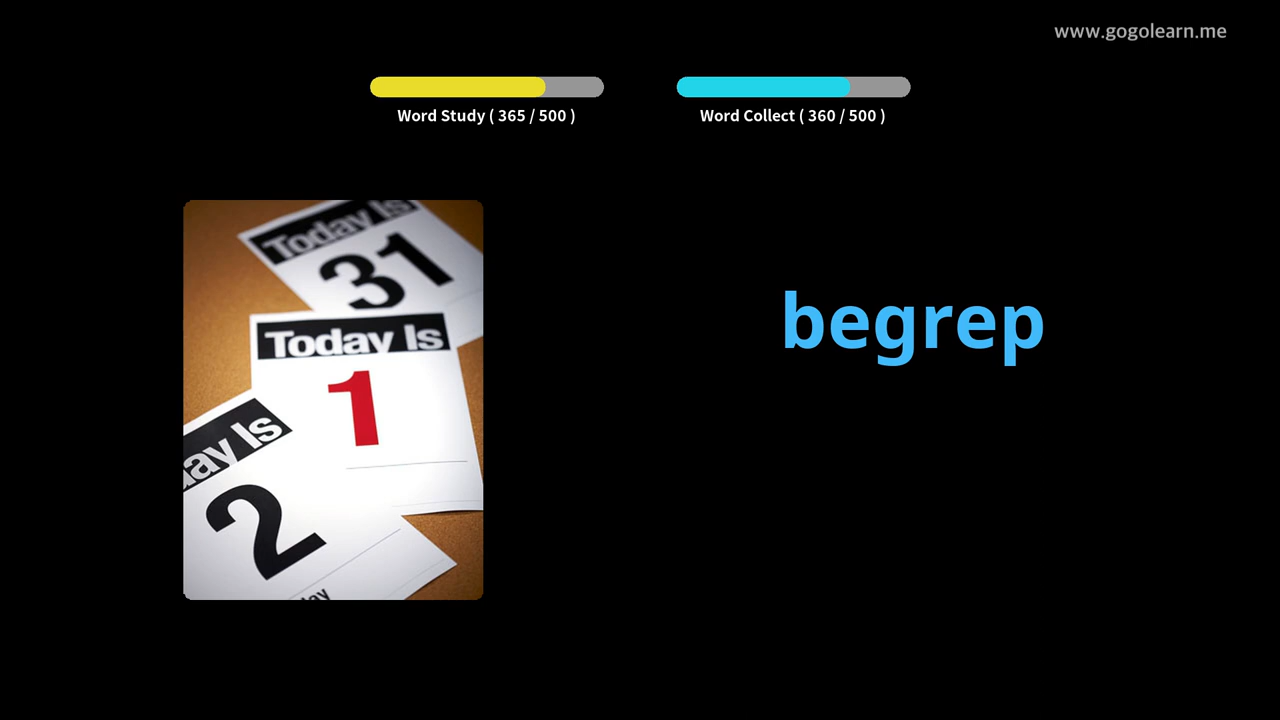 www.gogolearn.me
Word Study ( 365 / 500 )
Word Collect ( 360 / 500 )
begrep
Today Is
31
Today Is
1
ay Is
2
ay